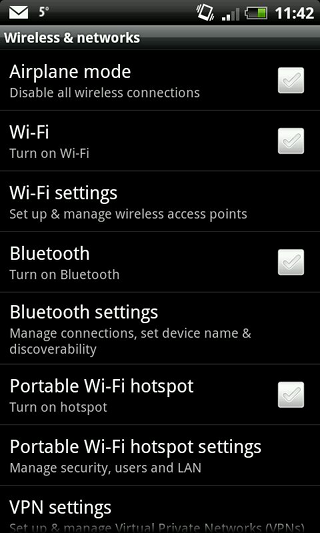 5° 11:42
Wireless & networks
Airplane mode
Disable all wireless connections
Wi-Fi
Turn on Wi-Fi
Wi-Fi settings
Set up & manage wireless access points
Bluetooth
Turn on Bluetooth
Bluetooth settings
Manage connections, set device name &
discoverability
Portable Wi-Fi hotspot
Turn on hotspot
Portable Wi-Fi hotspot settings
Manage security, users and LAN
VPN settings
Set up & manage Virtual Private Networks (VPNs)